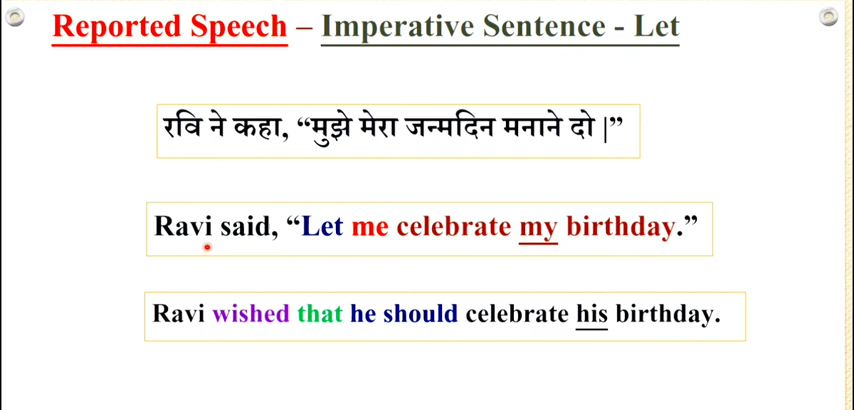 Reported Speech – Imperative Sentence - Let
रवि ने कहा, “मुझे मेरा जन्मदिन मनाने दो |”
Ravi said, “Let me celebrate my birthday.”
Ravi wished that he should celebrate his birthday.